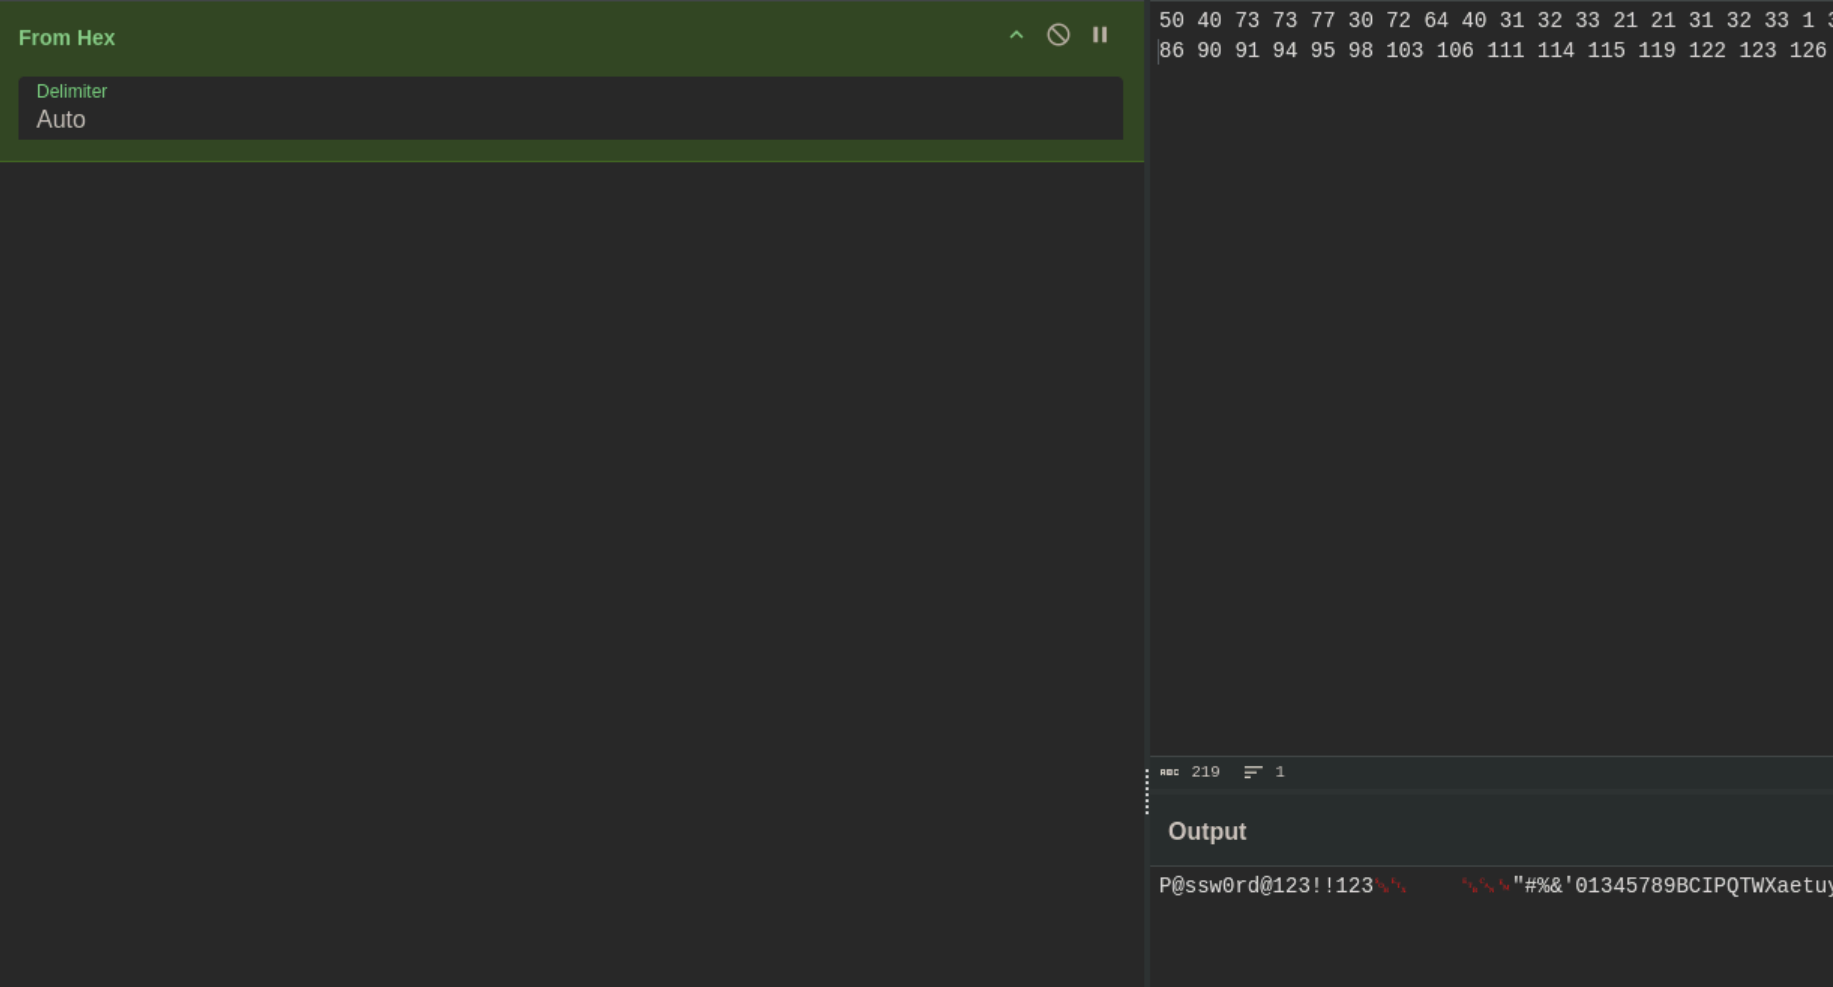 From Hex
Delimiter
Auto
50 40 73 73 77 30 72 64 40 31 32 33 21 21 31 32 33 1
86 90 91 94 95 98 103 106 111 114 115 119 122 123 126
ABC 219 1
Output
P@ssw0rd@123!!123 "#%&'01345789BCIPQTWXaetuy